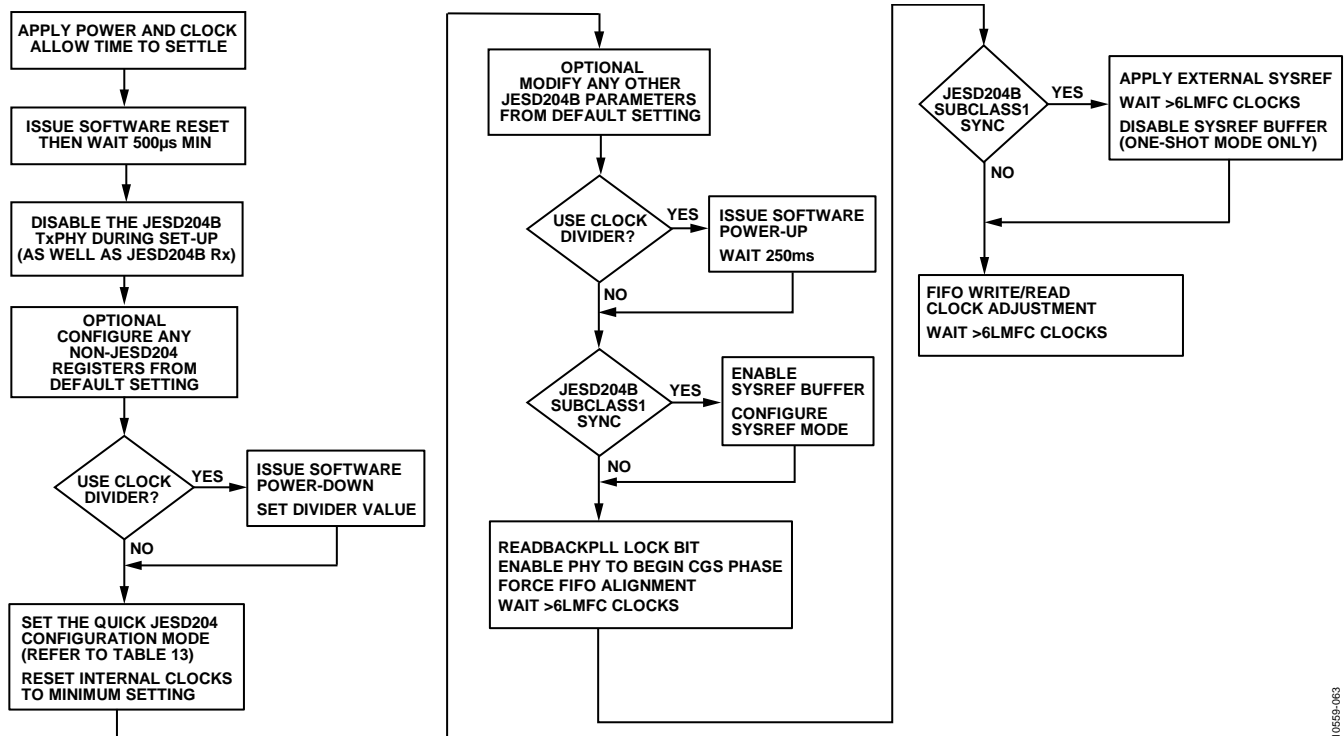 APPLY POWER AND CLOCK
ALLOW TIME TO SETTLE
ISSUE SOFTWARE RESET
THEN WAIT 500µs MIN
DISABLE THE JESD204B
TxPHY DURING SET-UP
(AS WELL AS JESD204B Rx)
OPTIONAL
CONFIGURE ANY
NON-JESD204
REGISTERS FROM
DEFAULT SETTING
USE CLOCK
DIVIDER?
YES
ISSUE SOFTWARE
POWER-DOWN
SET DIVIDER VALUE
NO
SET THE QUICK JESD204
CONFIGURATION MODE
(REFER TO TABLE 13)
RESET INTERNAL CLOCKS
TO MINIMUM SETTING
OPTIONAL
MODIFY ANY OTHER
JESD204B PARAMETERS
FROM DEFAULT SETTING
USE CLOCK
DIVIDER?
YES
ISSUE SOFTWARE
POWER-UP
WAIT 250ms
NO
JESD204B
SUBCLASS1
SYNC
YES
ENABLE
SYSREF BUFFER
CONFIGURE
SYSREF MODE
NO
READBACKPLL LOCK BIT
ENABLE PHY TO BEGIN CGS PHASE
FORCE FIFO ALIGNMENT
WAIT >6LMFC CLOCKS
JESD204B
SUBCLASS1
SYNC
YES
APPLY EXTERNAL SYSREF
WAIT >6LMFC CLOCKS
DISABLE SYSREF BUFFER
(ONE-SHOT MODE ONLY)
NO
FIFO WRITE/READ
CLOCK ADJUSTMENT
WAIT >6LMFC CLOCKS
10559-063